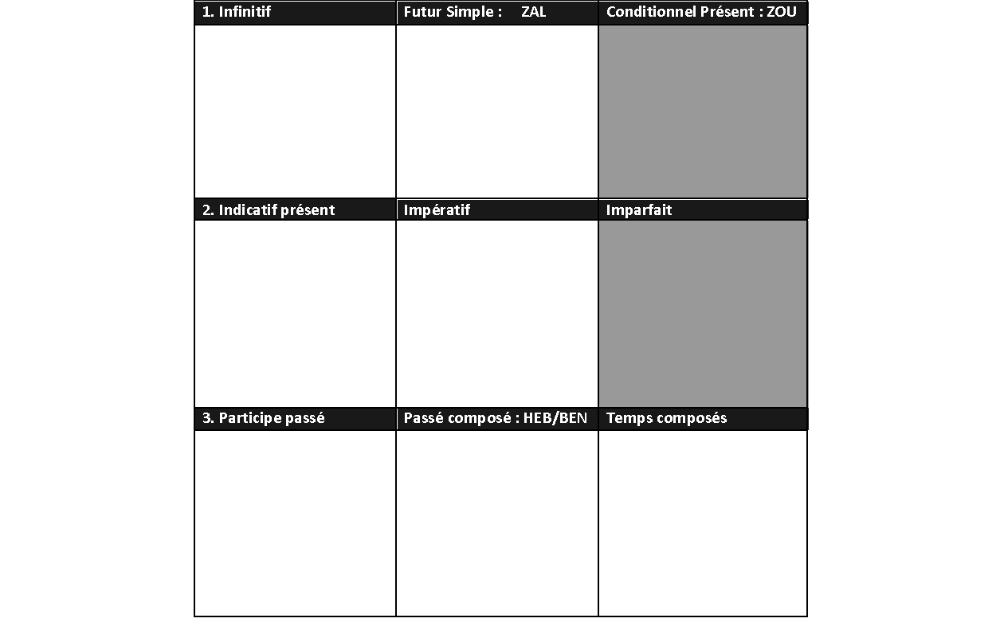 1. Infinitif Futur Simple : ZAL Conditionnel Présent : ZOU
2. Indicatif présent Impératif Imparfait
3. Participe passé Passé composé : HEB/BEN Temps composés